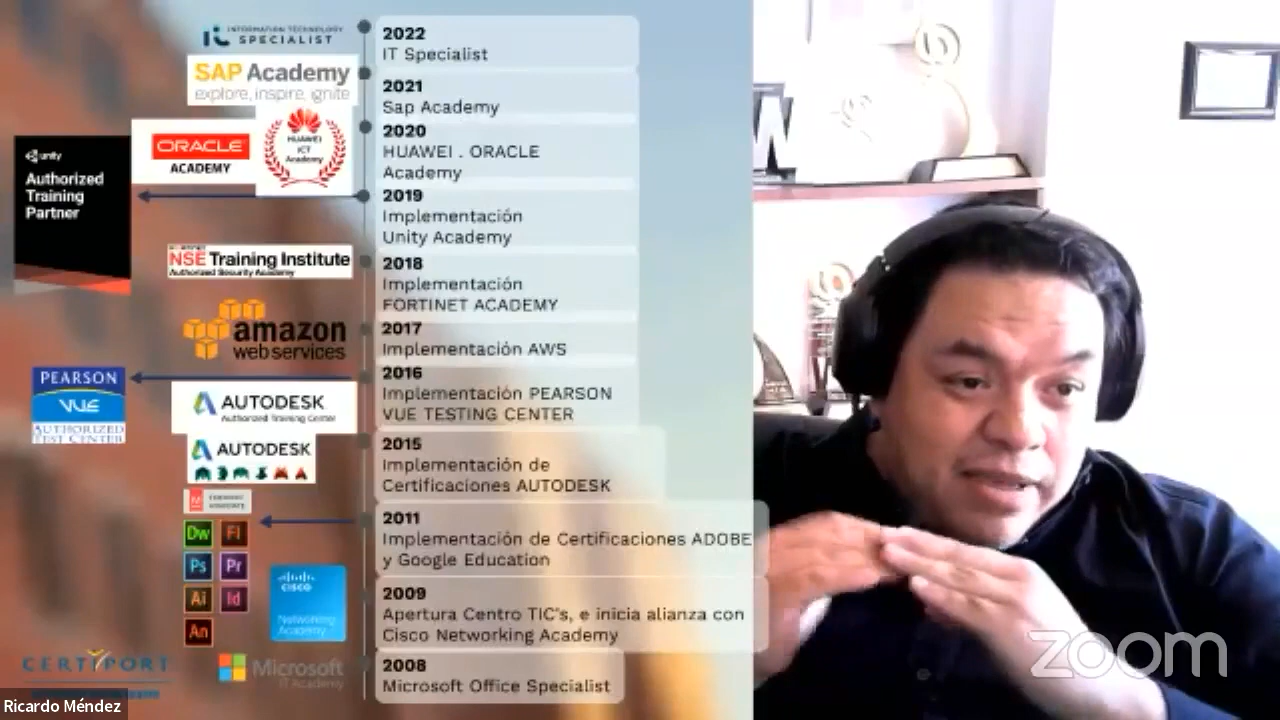 INFORMATION TECHNOLOGY
SPECIALIST
SAP Academy
explore, inspire, ignite
ORACLE
ACADEMY
HUAWEI
ICT
Academy
unity
Authorized
Training
Partner
NSE Training Institute
Authorized Security Academy
amazon
webservices
PEARSON
VUE
AUTHORIZED
TEST CENTER
AUTODESK
Authorized Training Center
AUTODESK
Dw
Fl
Ps
Pr
Ai
Id
An
cisco
Networking
Academy
CERTIPORT
Microsoft
IT Academy
2022
IT Specialist
2021
Sap Academy
2020
HUAWEI . ORACLE
Academy
2019
Implementación
Unity Academy
2018
Implementación
FORTINET ACADEMY
2017
Implementación AWS
2016
Implementación PEARSON
VUE TESTING CENTER
2015
Implementación de
Certificaciones AUTODESK
2011
Implementación de Certificaciones ADOBE
y Google Education
2009
Apertura Centro TIC's, e inicia alianza con
Cisco Networking Academy
2008
Microsoft Office Specialist
W
zoom
Ricardo Méndez